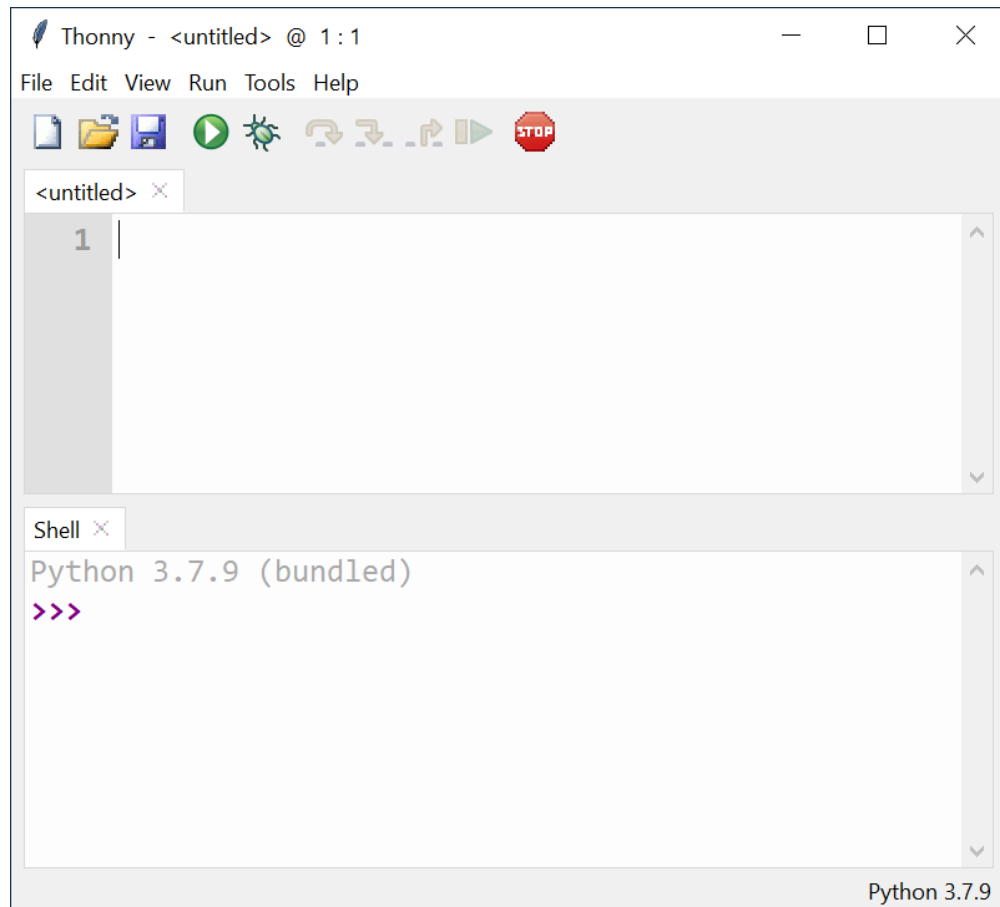 Thonny - <untitled> @ 1 : 1
File Edit View Run Tools Help
STOP
<untitled>
1
Shell
Python 3.7.9 (bundled)
>>>
Python 3.7.9